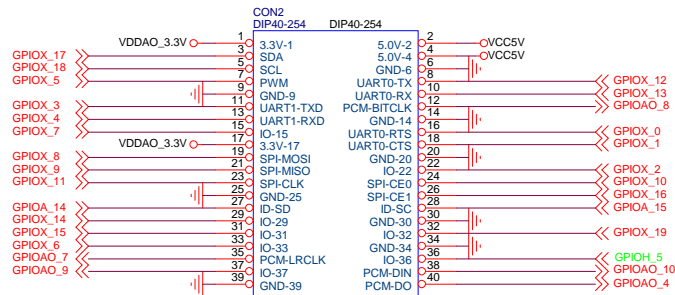 CON2
DIP40-254 DIP40-254
VDDAO_3.3V 1 3.3V-1 5.0V-2 2 VCC5V
GPIOX_17 3 SDA 5.0V-4 4 VCC5V
GPIOX_18 5 SCL GND-6 6
GPIOX_5 7 PWM UART0-TX 8 GPIOX_12
9 GND-9 UART0-RX 10 GPIOX_13
GPIOX_3 11 UART1-TXD PCM-BITCLK 12 GPIOAO_8
GPIOX_4 13 UART1-RXD GND-14 14
GPIOX_7 15 IO-15 UART0-RTS 16 GPIOX_0
VDDAO_3.3V 17 3.3V-17 UART0-CTS 18 GPIOX_1
GPIOX_8 19 SPI-MOSI GND-20 20
GPIOX_9 21 SPI-MISO IO-22 22 GPIOX_2
GPIOX_11 23 SPI-CLK SPI-CE0 24 GPIOX_10
25 GND-25 SPI-CE1 26 GPIOX_16
GPIOA_14 27 ID-SD ID-SC 28 GPIOA_15
GPIOX_14 29 IO-29 GND-30 30
GPIOX_15 31 IO-31 IO-32 32 GPIOX_19
GPIOX_6 33 IO-33 GND-34 34
GPIOAO_7 35 PCM-LRCLK IO-36 36 GPIOH_5
GPIOAO_9 37 IO-37 PCM-DIN 38 GPIOAO_10
39 GND-39 PCM-DO 40 GPIOAO_4